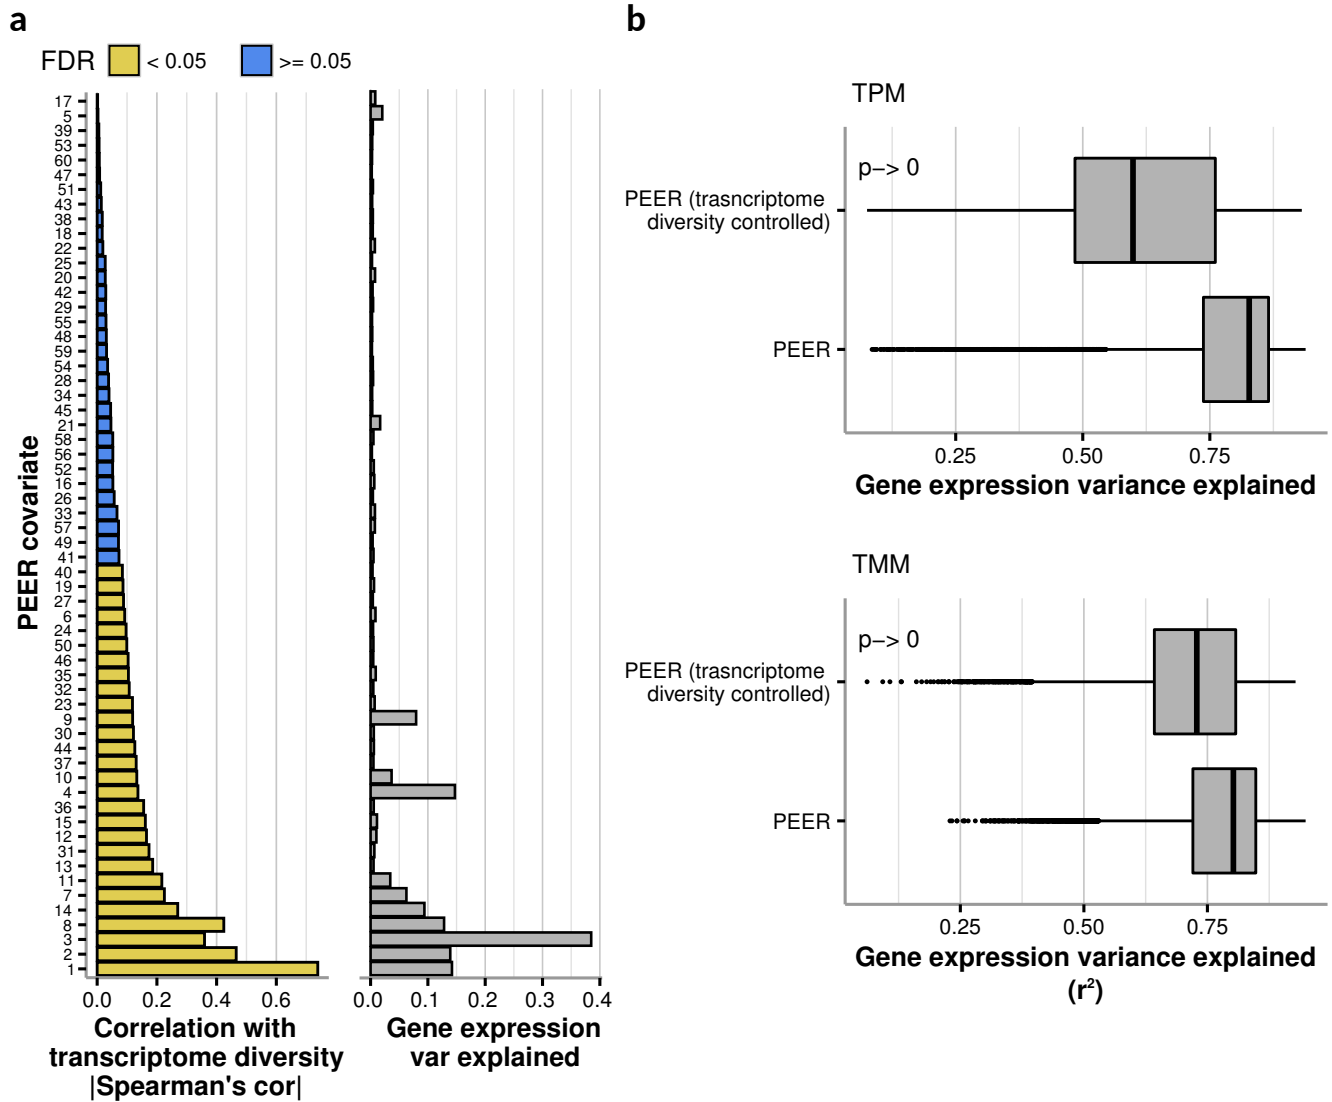 a
FDR
< 0.05
>= 0.05
PEER covariate
17
5
39
53
60
47
51
43
38
18
22
25
20
42
29
55
48
59
54
28
34
45
21
58
56
52
16
26
33
57
49
41
40
19
27
6
24
50
46
35
32
23
9
30
44
37
10
4
36
15
12
31
13
11
7
14
8
3
2
1
0.0 0.2 0.4 0.6
Correlation with
transcriptome diversity
|Spearman's cor|
0.0 0.1 0.2 0.3 0.4
Gene expression
var explained
b
TPM
p−> 0
PEER (trasncriptome
diversity controlled)
PEER
0.25 0.50 0.75
Gene expression variance explained
TMM
p−> 0
PEER (trasncriptome
diversity controlled)
PEER
0.25 0.50 0.75
Gene expression variance explained
(r²)